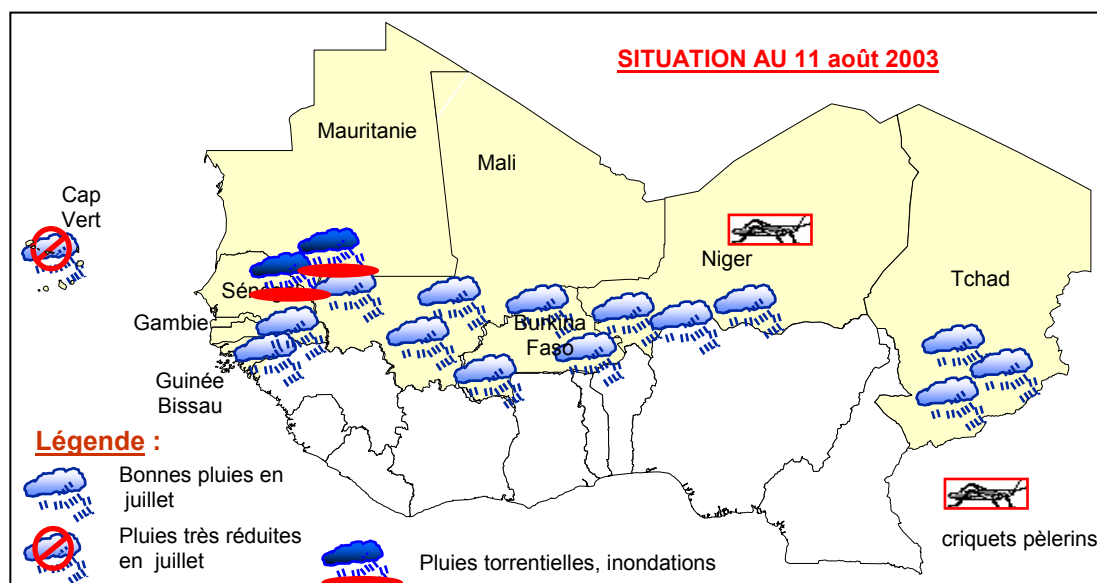 SITUATION AU 11 août 2003
Mauritanie
Mali
Cap
Vert
Niger
Tchad
Gambie
Burkina
Faso
Guinée
Bissau
Légende :
Bonnes pluies en
juillet
Pluies très réduites
en juillet
Pluies torrentielles, inondations
criquets pèlerins